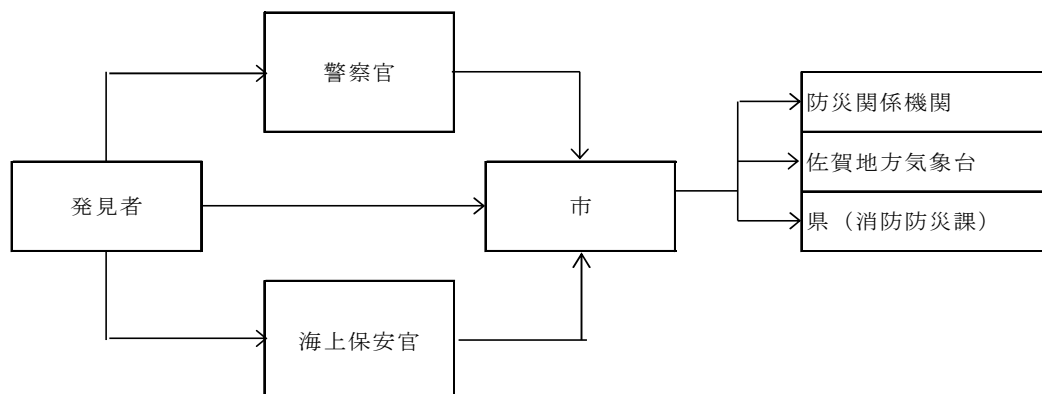 警察官
発見者
海上保安官
市
防災関係機関
佐賀地方気象台
県（消防防災課）